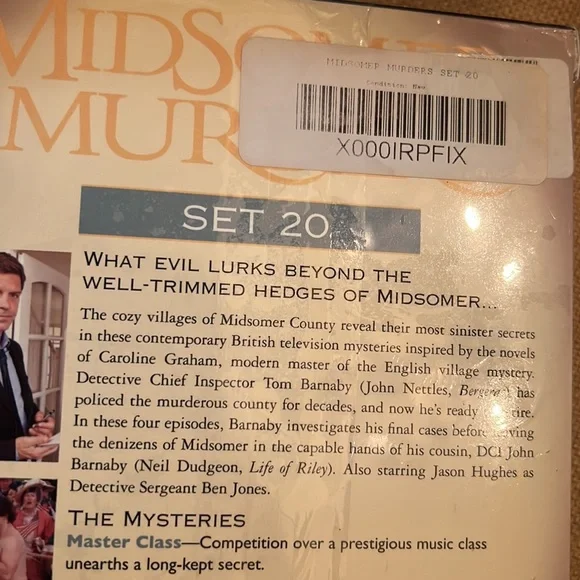 MIDSOMER
MURDERS SET 20
Condition: New
X000IRPFIX
MUR
SET 20
WHAT EVIL LURKS BEYOND THE
WELL-TRIMMED HEDGES OF MIDSOMER...
The cozy villages of Midsomer County reveal their most sinister secrets
in these contemporary British television mysteries inspired by the novels
of Caroline Graham, modern master of the English village mystery.
Detective Chief Inspector Tom Barnaby (John Nettles, Bergerac) has
policed the murderous county for decades, and now he's ready
In these four episodes, Barnaby investigates his final cases before
the denizens of Midsomer in the capable hands of his cousin, DCI John
Barnaby (Neil Dudgeon, Life of Riley). Also starring Jason Hughes as
Detective Sergeant Ben Jones.
THE MYSTERIES
Master Class—Competition over a prestigious music class
unearths a long-kept secret.